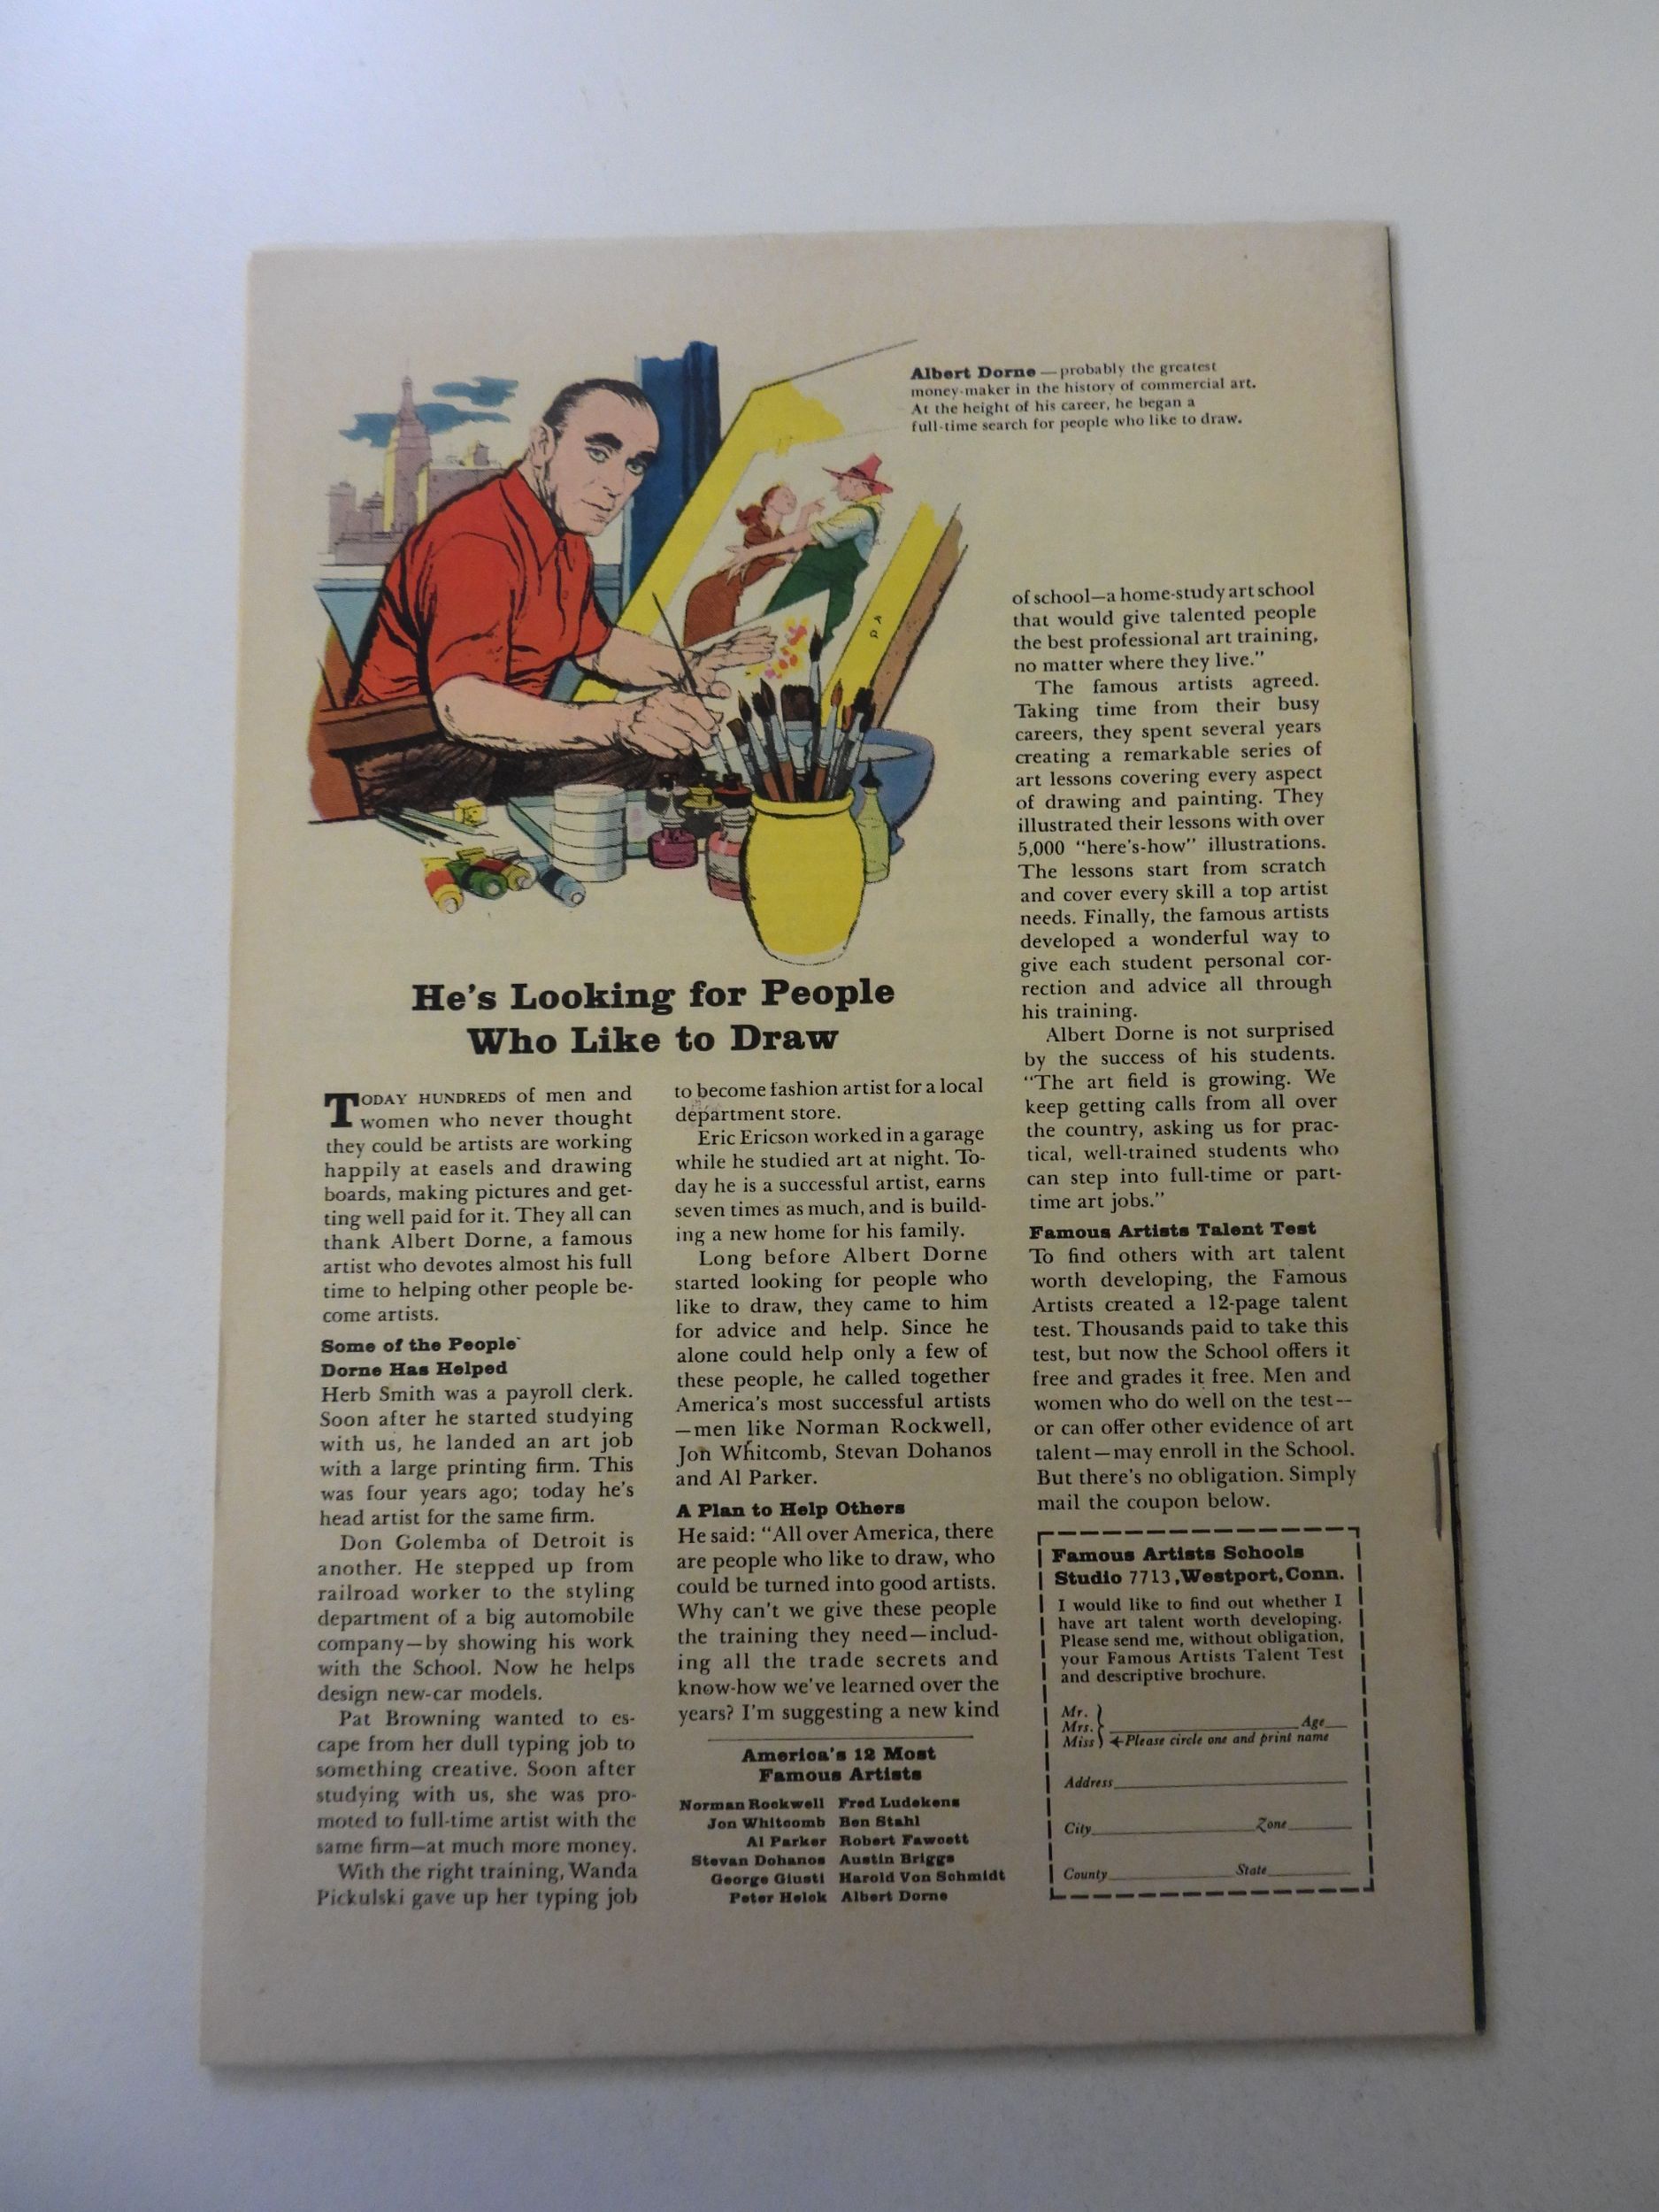 Albert Dorne — probably the greatest
money-maker in the history of commercial art.
At the height of his career, he began a
full-time search for people who like to draw.
He's Looking for People
Who Like to Draw
TODAY HUNDREDS of men and
women who never thought
they could be artists are working
happily at easels and drawing
boards, making pictures and get-
ting well paid for it. They all can
thank Albert Dorne, a famous
artist who devotes almost his full
time to helping other people be-
come artists.
Some of the People
Dorne Has Helped
Herb Smith was a payroll clerk.
Soon after he started studying
with us, he landed an art job
with a large printing firm. This
was four years ago; today he's
head artist for the same firm.
Don Golemba of Detroit is
another. He stepped up from
railroad worker to the styling
department of a big automobile
company—by showing his work
with the School. Now he helps
design new-car models.
Pat Browning wanted to es-
cape from her dull typing job to
something creative. Soon after
studying with us, she was pro-
moted to full-time artist with the
same firm—at much more money.
With the right training, Wanda
Pickulski gave up her typing job
to become fashion artist for a local
department store.
Eric Ericson worked in a garage
while he studied art at night. To-
day he is a successful artist, earns
seven times as much, and is build-
ing a new home for his family.
Long before Albert Dorne
started looking for people who
like to draw, they came to him
for advice and help. Since he
alone could help only a few of
these people, he called together
America's most successful artists
—men like Norman Rockwell,
Jon Whitcomb, Stevan Dohanos
and Al Parker.
A Plan to Help Others
He said: "All over America, there
are people who like to draw, who
could be turned into good artists.
Why can't we give these people
the training they need—includ-
ing all the trade secrets and
know-how we've learned over the
years? I'm suggesting a new kind
America's 12 Most
Famous Artists
Norman Rockwell Fred Ludekens
Jon Whitcomb Ben Stahl
Al Parker Robert Fawcett
Stevan Dohanos Austin Briggs
George Giusti Harold Von Schmidt
Peter Helck Albert Dorne
of school—a home-study art school
that would give talented people
the best professional art training,
no matter where they live."
The famous artists agreed.
Taking time from their busy
careers, they spent several years
creating a remarkable series of
art lessons covering every aspect
of drawing and painting. They
illustrated their lessons with over
5,000 "here's-how" illustrations.
The lessons start from scratch
and cover every skill a top artist
needs. Finally, the famous artists
developed a wonderful way to
give each student personal cor-
rection and advice all through
his training.
Albert Dorne is not surprised
by the success of his students.
"The art field is growing. We
keep getting calls from all over
the country, asking us for prac-
tical, well-trained students who
can step into full-time or part-
time art jobs."
Famous Artists Talent Test
To find others with art talent
worth developing, the Famous
Artists created a 12-page talent
test. Thousands paid to take this
test, but now the School offers it
free and grades it free. Men and
women who do well on the test—
or can offer other evidence of art
talent—may enroll in the School.
But there's no obligation. Simply
mail the coupon below.
Famous Artists Schools
Studio 7713, Westport, Conn.
I would like to find out whether I
have art talent worth developing.
Please send me, without obligation,
your Famous Artists Talent Test
and descriptive brochure.
Mr.
Mrs. Age
Miss ←Please circle one and print name
Address
City Zone
County State